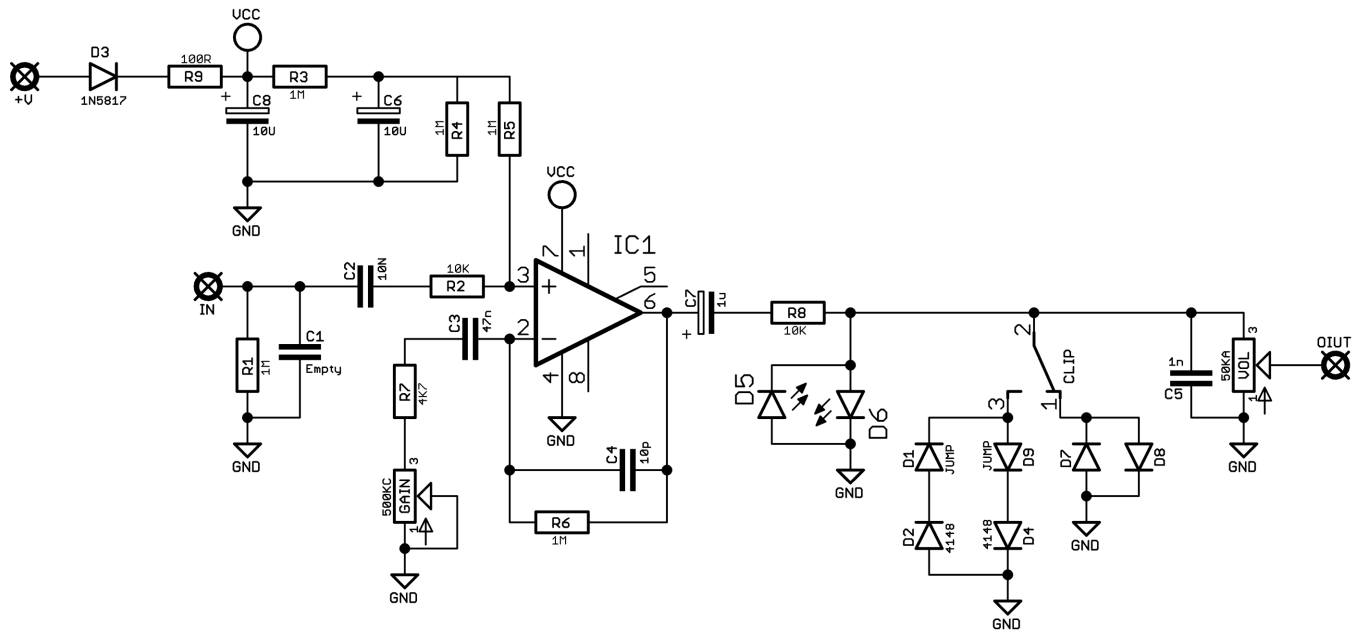 VCC
D3
100R
R9
R3
+V
1N5817
1M
+
C8
10U
+
C6
10U
1M
R4
1M
R5
GND
VCC
IC1
7
1
C2
10N
10K
R2
3
+
5
6
IN
C3
47n
2
-
C7
1u
+
R8
10K
R1
1M
C1
Empty
R7
4K7
4
8
GND
GND
2
CLIP
3
1
D5
D6
1n
C5
50KA
VOL
3
1
OIUT
GND
C4
10p
3
500KC
GAIN
1
R6
1M
GND
GND
D1
JUMP
JUMP
D9
D7
D8
D2
4148
4148
D4
GND
GND